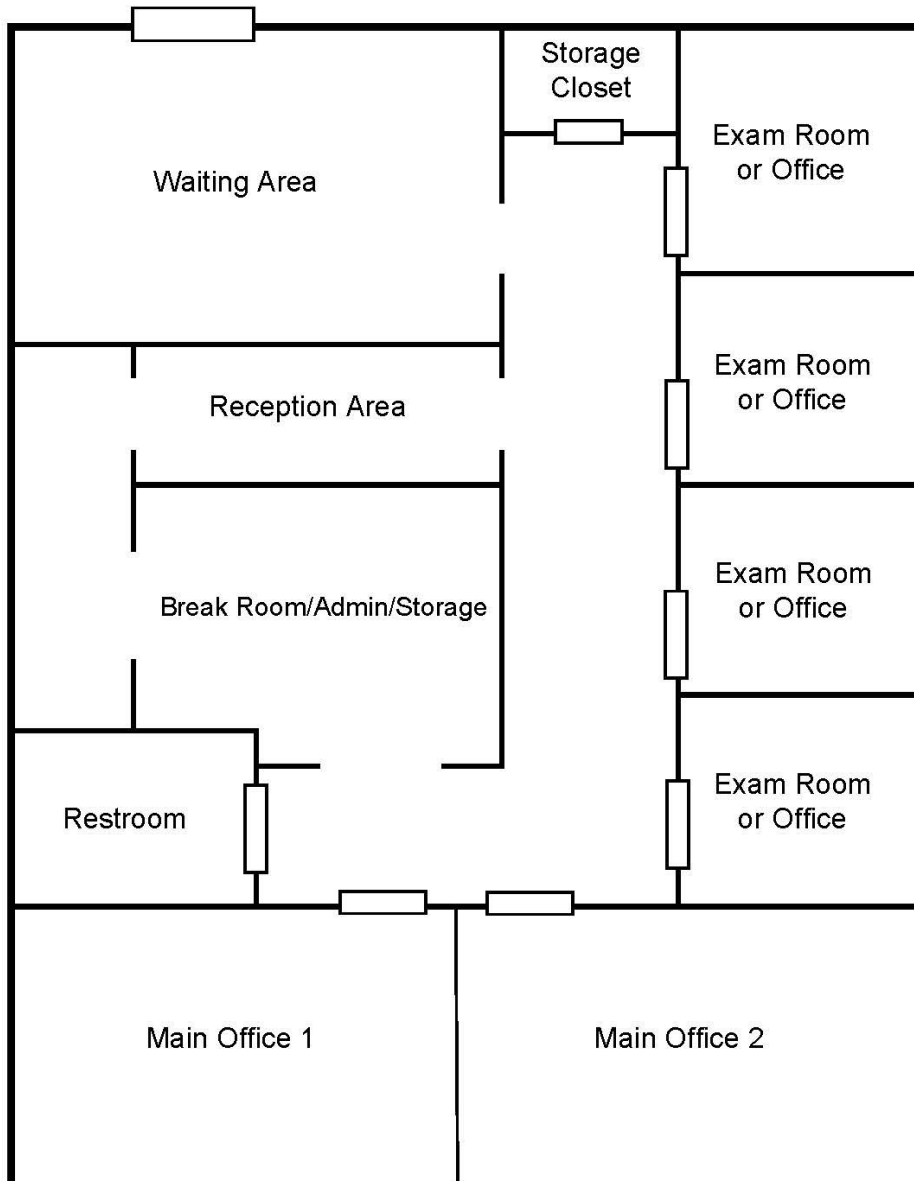 Storage
Closet
Exam Room
or Office
Waiting Area
Exam Room
or Office
Reception Area
Exam Room
or Office
Break Room/Admin/Storage
Exam Room
or Office
Restroom
Main Office 1
Main Office 2